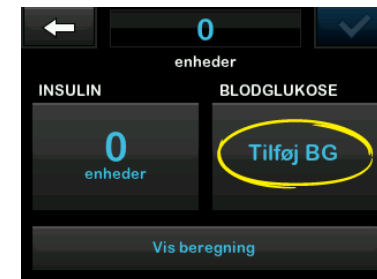 0
enheder
INSULIN
BLODGLUKOSE
0
enheder
Tilføj BG
Vis beregning